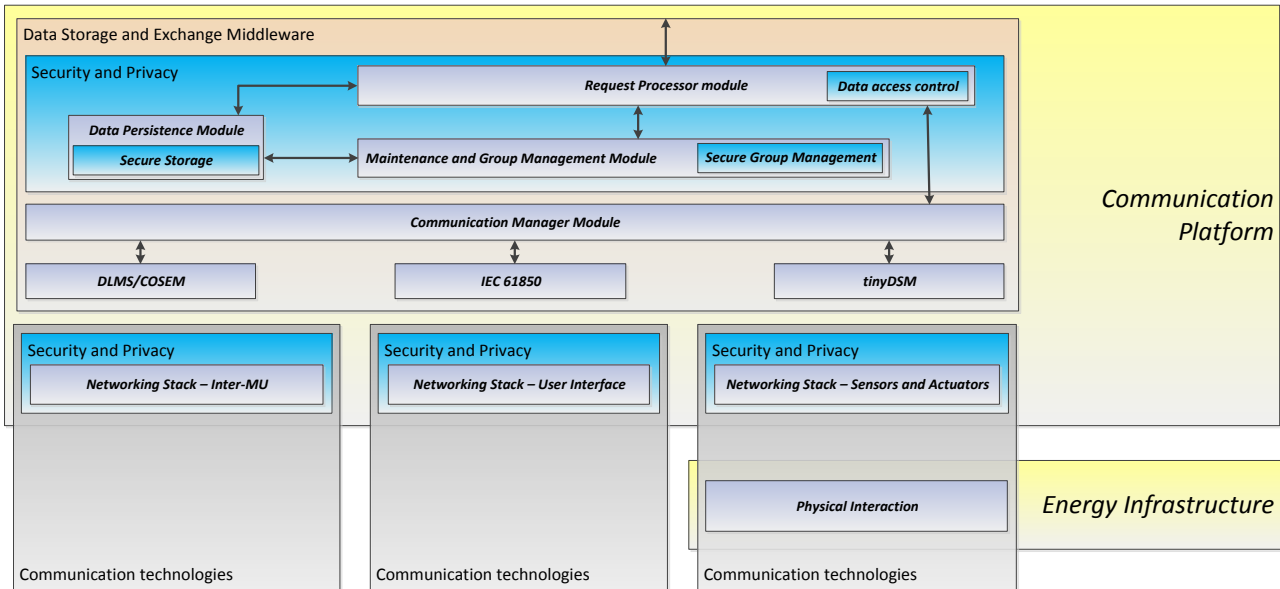 Data Storage and Exchange Middleware
Security and Privacy
Request Processor module
Data access control
Data Persistence Module
Secure Storage
Maintenance and Group Management Module
Secure Group Management
Communication
Platform
Communication Manager Module
DLMS/COSEM
IEC 61850
tinyDSM
Security and Privacy
Security and Privacy
Security and Privacy
Networking Stack – Inter-MU
Networking Stack – User Interface
Networking Stack – Sensors and Actuators
Physical Interaction
Energy Infrastructure
Communication technologies
Communication technologies
Communication technologies